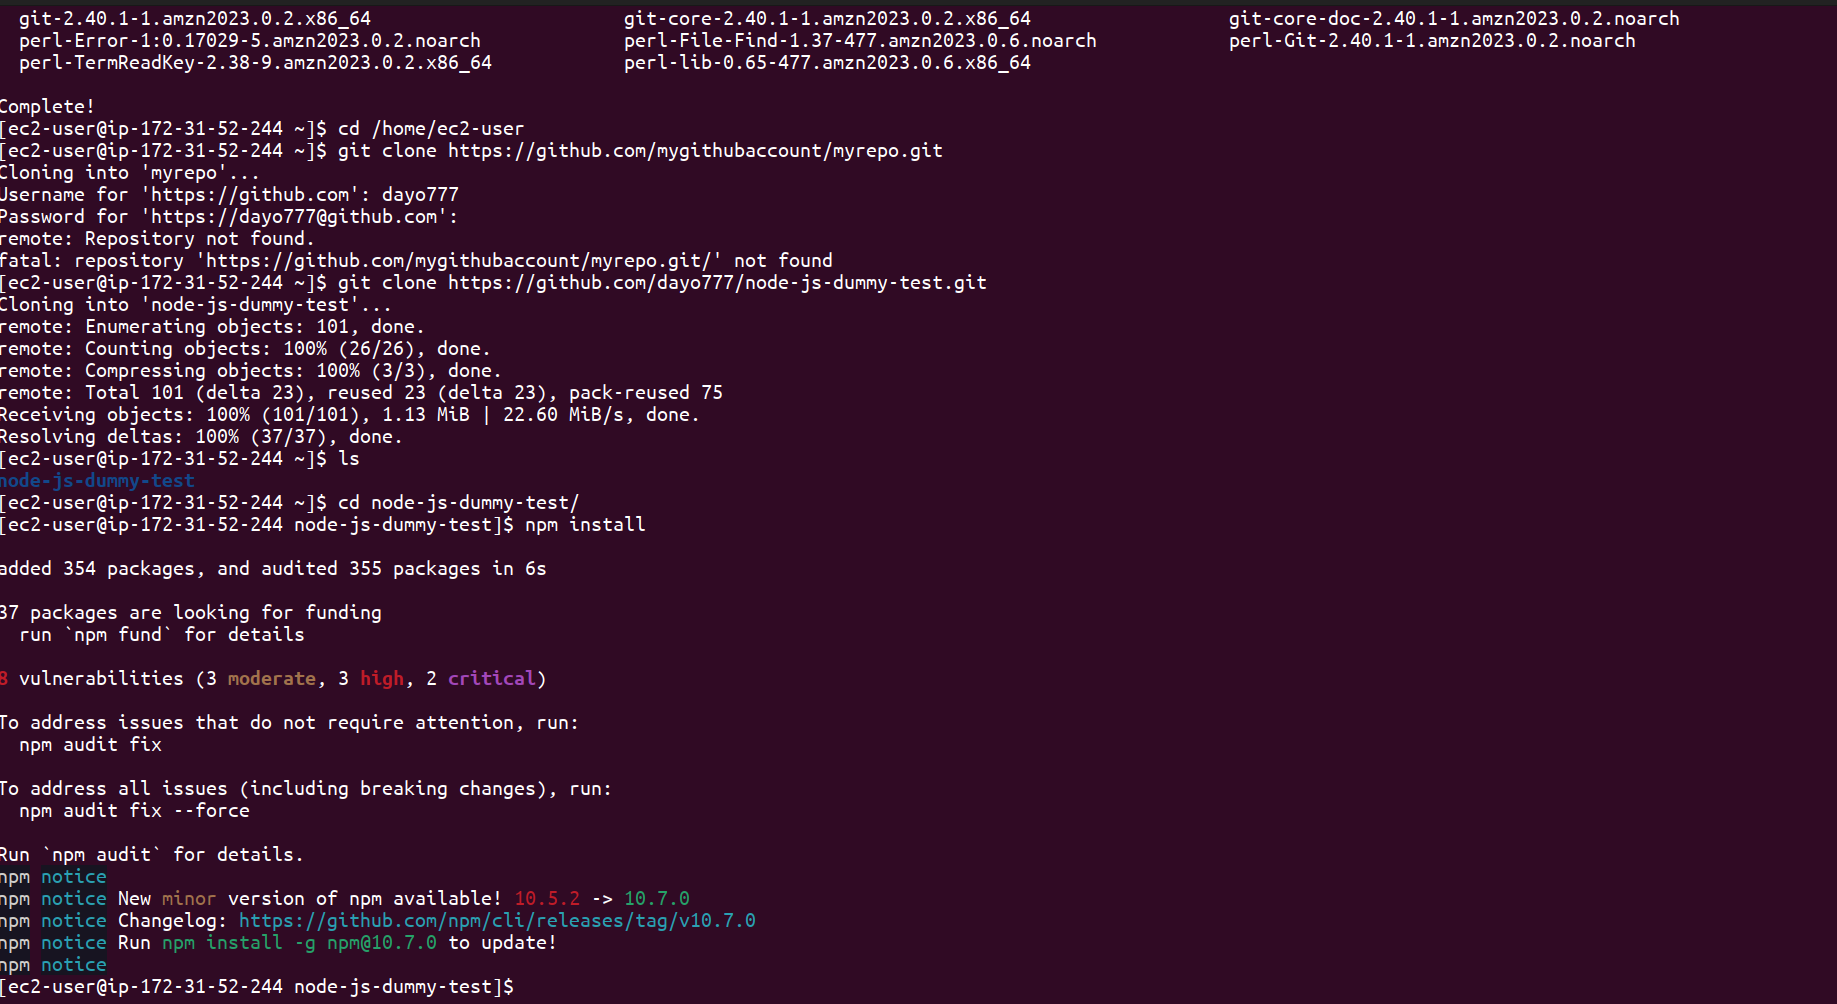 git-2.40.1-1.amzn2023.0.2.x86_64 git-core-2.40.1-1.amzn2023.0.2.x86_64 git-core-doc-2.40.1-1.amzn2023.0.2.noarch
perl-Error-1:0.17029-5.amzn2023.0.2.noarch perl-File-Find-1.37-477.amzn2023.0.6.noarch perl-Git-2.40.1-1.amzn2023.0.2.noarch
perl-TermReadKey-2.38-9.amzn2023.0.2.x86_64 perl-lib-0.65-477.amzn2023.0.6.x86_64
Complete!
[ec2-user@ip-172-31-52-244 ~]$ cd /home/ec2-user
[ec2-user@ip-172-31-52-244 ~]$ git clone https://github.com/mygithubaccount/myrepo.git
Cloning into 'myrepo'...
Username for 'https://github.com': dayo777
Password for 'https://dayo777@github.com':
remote: Repository not found.
fatal: repository 'https://github.com/mygithubaccount/myrepo.git/' not found
[ec2-user@ip-172-31-52-244 ~]$ git clone https://github.com/dayo777/node-js-dummy-test.git
Cloning into 'node-js-dummy-test'...
remote: Enumerating objects: 101, done.
remote: Counting objects: 100% (26/26), done.
remote: Compressing objects: 100% (3/3), done.
remote: Total 101 (delta 23), reused 23 (delta 23), pack-reused 75
Receiving objects: 100% (101/101), 1.13 MiB | 22.60 MiB/s, done.
Resolving deltas: 100% (37/37), done.
[ec2-user@ip-172-31-52-244 ~]$ ls
node-js-dummy-test
[ec2-user@ip-172-31-52-244 ~]$ cd node-js-dummy-test/
[ec2-user@ip-172-31-52-244 node-js-dummy-test]$ npm install
added 354 packages, and audited 355 packages in 6s
37 packages are looking for funding
run `npm fund` for details
8 vulnerabilities (3 moderate, 3 high, 2 critical)
To address issues that do not require attention, run:
npm audit fix
To address all issues (including breaking changes), run:
npm audit fix --force
Run `npm audit` for details.
npm notice
npm notice New minor version of npm available! 10.5.2 -> 10.7.0
npm notice Changelog: https://github.com/npm/cli/releases/tag/v10.7.0
npm notice Run npm install -g npm@10.7.0 to update!
npm notice
[ec2-user@ip-172-31-52-244 node-js-dummy-test]$